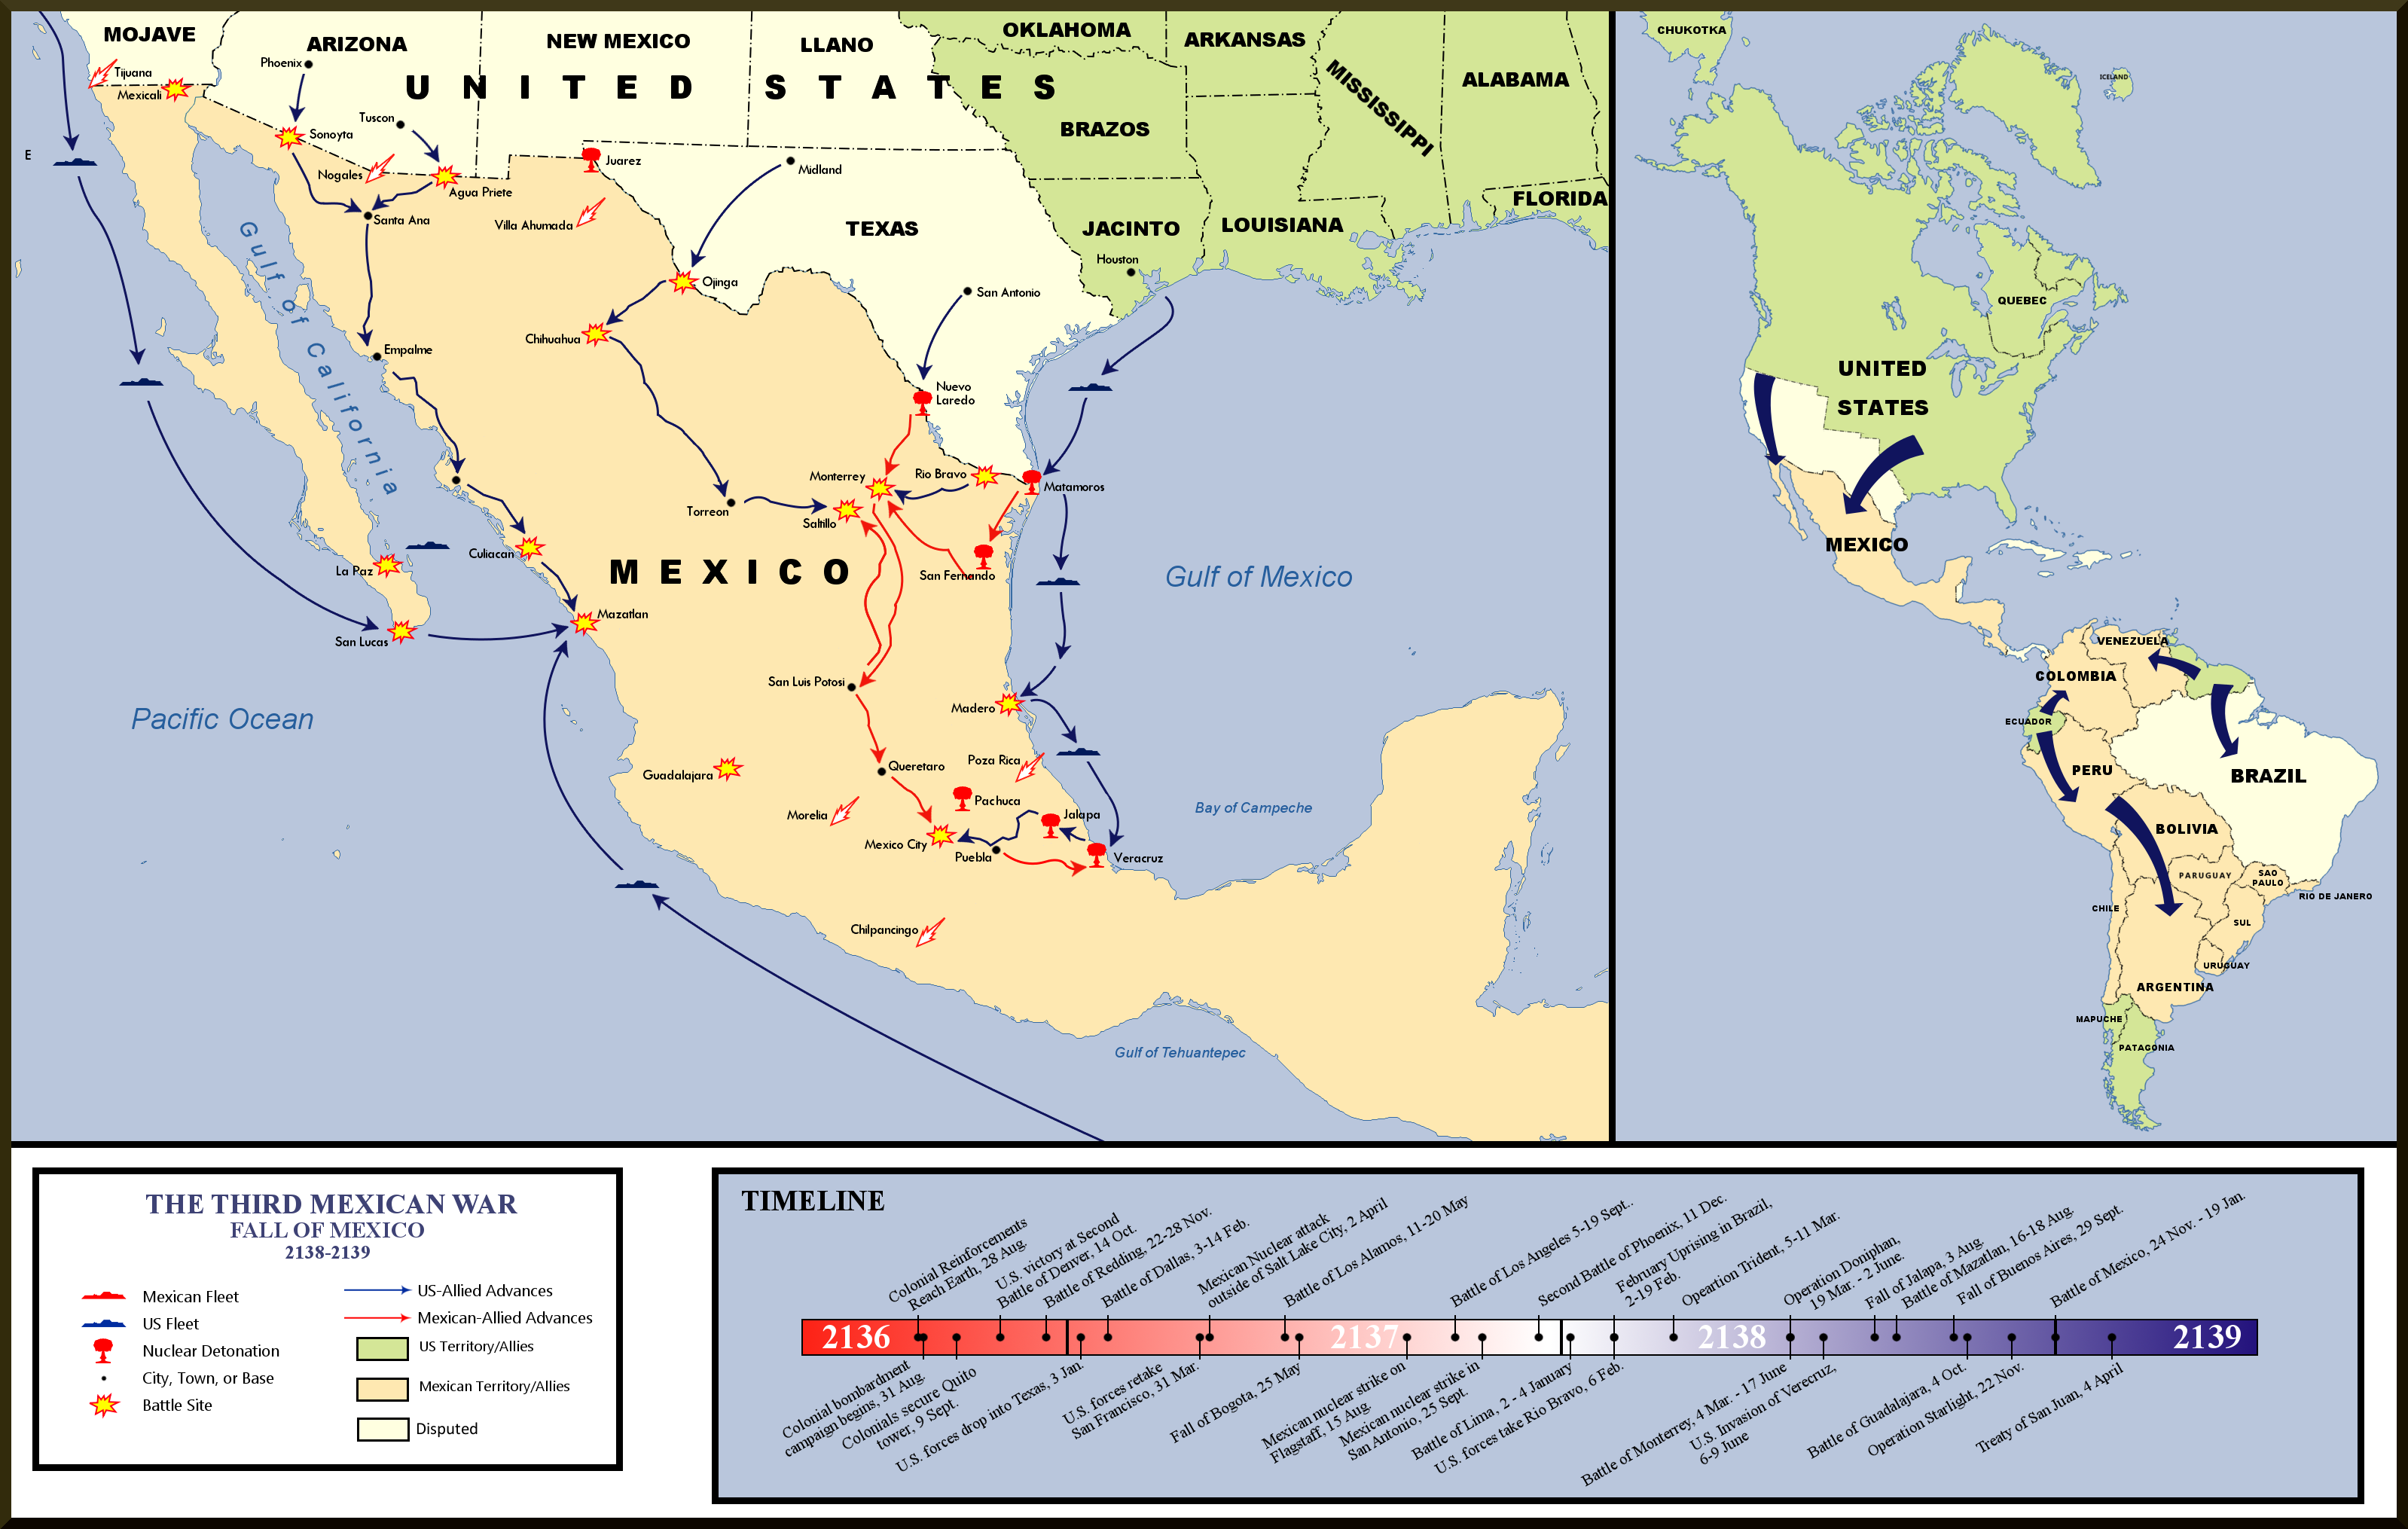 MOJAVE
ARIZONA
NEW MEXICO
LLANO
OKLAHOMA
ARKANSAS
MISSISSIPPI
ALABAMA
UNITED STATES
BRAZOS
TEXAS
JACINTO
LOUISIANA
FLORIDA
Phoenix
Tijuana
Mexicali
Tuscon
Sonoyta
E
Nogales
Agua Priete
Juarez
Midland
Santa Ana
Villa Ahumada
Houston
Ojinga
San Antonio
Chihuahua
Empalme
Gulf of California
Nuevo
Laredo
Monterrey
Rio Bravo
Matamoros
Torreon
Saltillo
Culiacan
La Paz
MEXICO
San Fernando
Gulf of Mexico
Mazatlan
San Lucas
San Luis Potosi
Madero
Pacific Ocean
Guadalajara
Queretaro
Poza Rica
Pachuca
Morelia
Jalapa
Mexico City
Puebla
Veracruz
Bay of Campeche
Chilpancingo
Gulf of Tehuantepec
CHUKOTKA
ICELAND
QUEBEC
UNITED
STATES
MEXICO
VENEZUELA
COLOMBIA
ECUADOR
PERU
BRAZIL
BOLIVIA
PARUGUAY
SAO
PAULO
RIO DE JANERO
CHILE
SUL
URUGUAY
ARGENTINA
MAPUCHE
PATAGONIA
THE THIRD MEXICAN WAR
FALL OF MEXICO
2138-2139
Mexican Fleet
US Fleet
Nuclear Detonation
City, Town, or Base
Battle Site
US-Allied Advances
Mexican-Allied Advances
US Territory/Allies
Mexican Territory/Allies
Disputed
TIMELINE
Colonial Reinforcements
Reach Earth, 28 Aug.
U.S. victory at Second
Battle of Denver, 14 Oct.
Battle of Redding, 22-28 Nov.
Battle of Dallas, 3-14 Feb.
Mexican Nuclear attack
outside of Salt Lake City, 2 April
Battle of Los Alamos, 11-20 May
Battle of Los Angeles 5-19 Sept..
Second Battle of Phoenix, 11 Dec.
February Uprising in Brazil,
2-19 Feb.
Opeartion Trident, 5-11 Mar.
Operation Doniphan,
19 Mar. - 2 June.
Fall of Jalapa, 3 Aug.
Battle of Mazatlan, 16-18 Aug.
Fall of Buenos Aires, 29 Sept.
Battle of Mexico, 24 Nov. - 19 Jan.
2136
2137
2138
2139
Colonial bombardment
campaign begins, 31 Aug.
Colonials secure Quito
tower, 9 Sept.
U.S. forces drop into Texas, 3 Jan.
U.S. forces retake
San Francisco, 31 Mar.
Fall of Bogota, 25 May
Mexican nuclear strike on
Flagstaff, 15 Aug.
Mexican nuclear strike in
San Antonio, 25 Sept.
Battle of Lima, 2 - 4 January
U.S. forces take Rio Bravo, 6 Feb.
Battle of Monterrey, 4 Mar. - 17 June
U.S. Invasion of Verecruz,
6-9 June
Battle of Guadalajara, 4 Oct.
Operation Starlight, 22 Nov.
Treaty of San Juan, 4 April